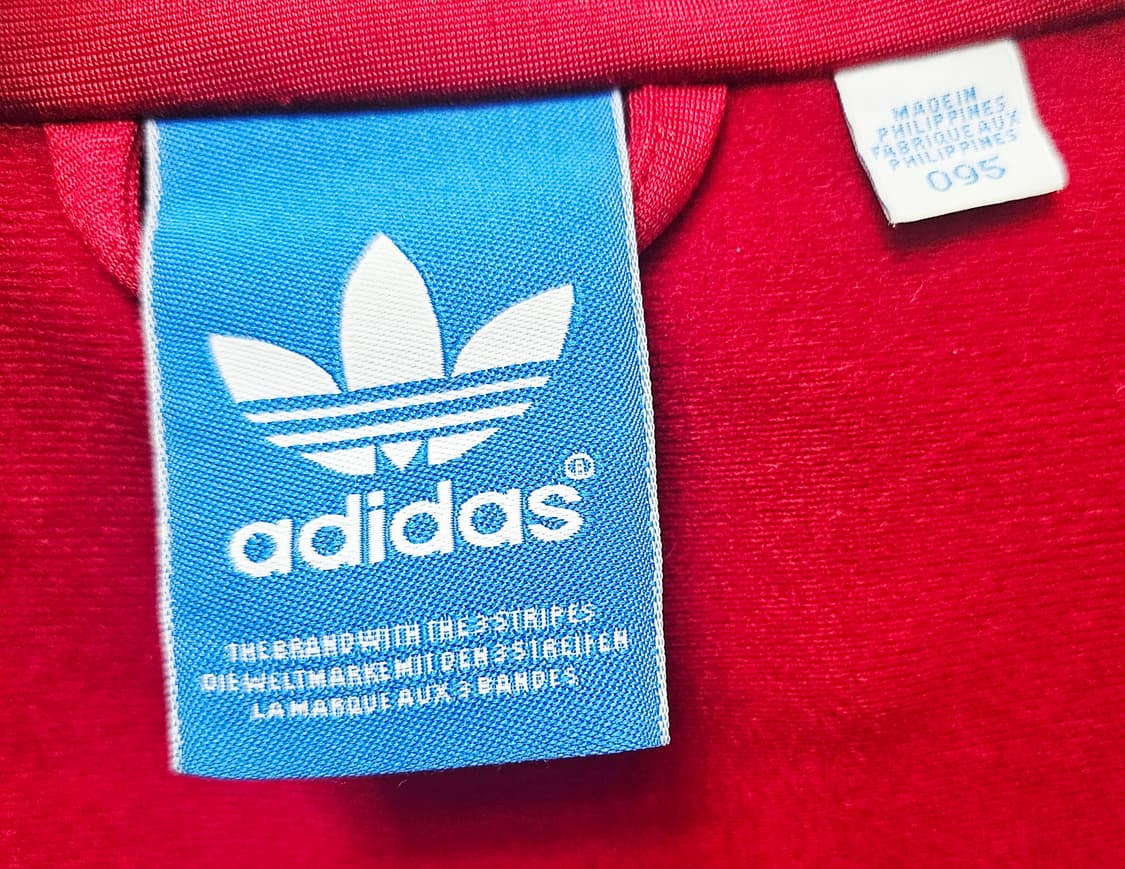 adidas®
THE BRAND WITH THE 3 STRIPES
DIE WELTMARKE MIT DEN 3 STREIFEN
LA MARQUE AUX 3 BANDES
MADE IN
PHILIPPINES
FABRIQUE AUX
PHILIPPINES
095